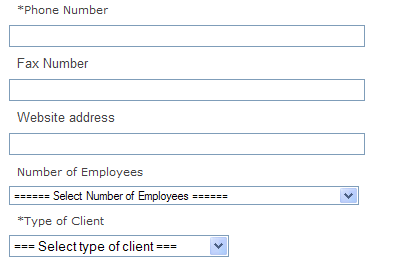 *Phone Number
Fax Number
Website address
Number of Employees
====== Select Number of Employees ======
*Type of Client
=== Select type of client ===